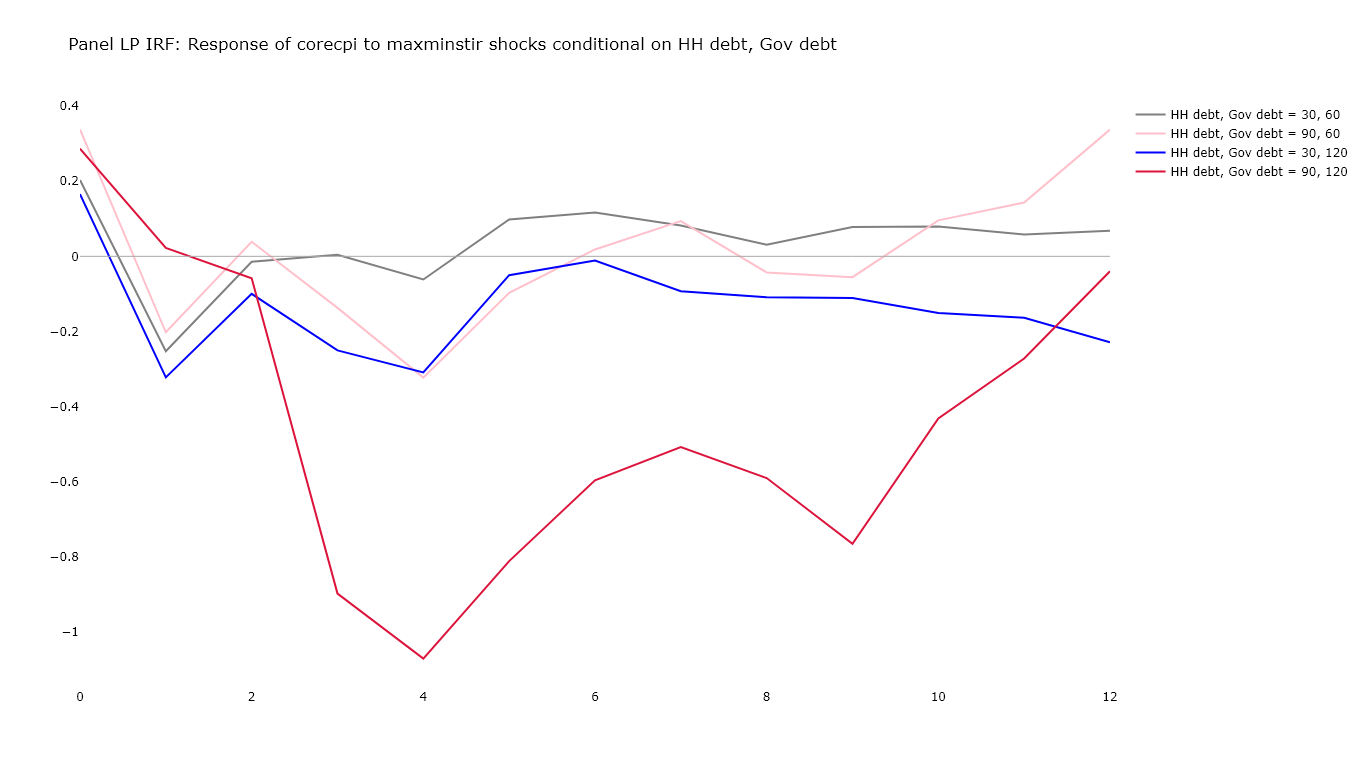 Panel LP IRF: Response of corecpi to maxminstir shocks conditional on HH debt, Gov debt
0.4
0.2
0
−0.2
−0.4
−0.6
−0.8
−1
0 2 4 6 8 10 12
HH debt, Gov debt = 30, 60
HH debt, Gov debt = 90, 60
HH debt, Gov debt = 30, 120
HH debt, Gov debt = 90, 120